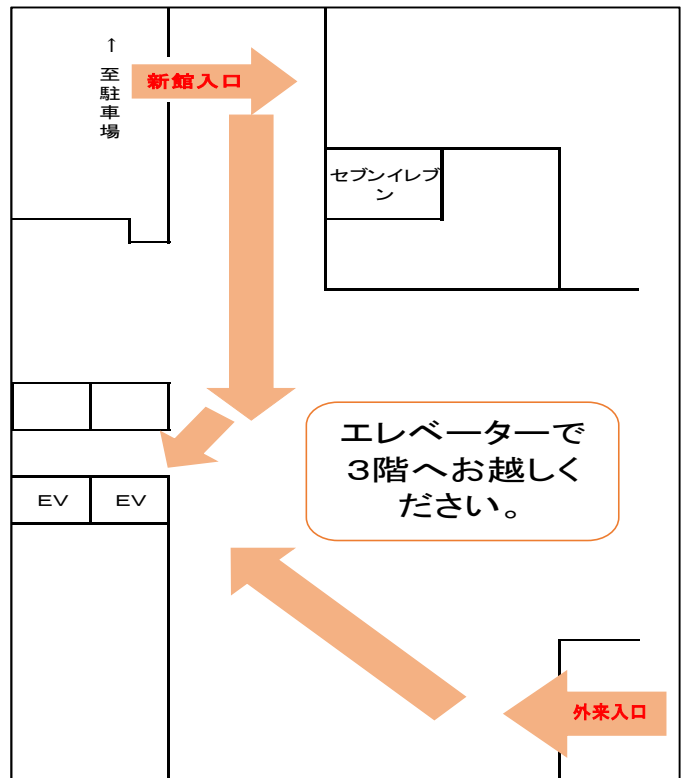 ↑
至駐車場
新館入口
セブンイレブ
ン
エレベーターで
3階へお越しく
ださい。
EV
EV
外来入口